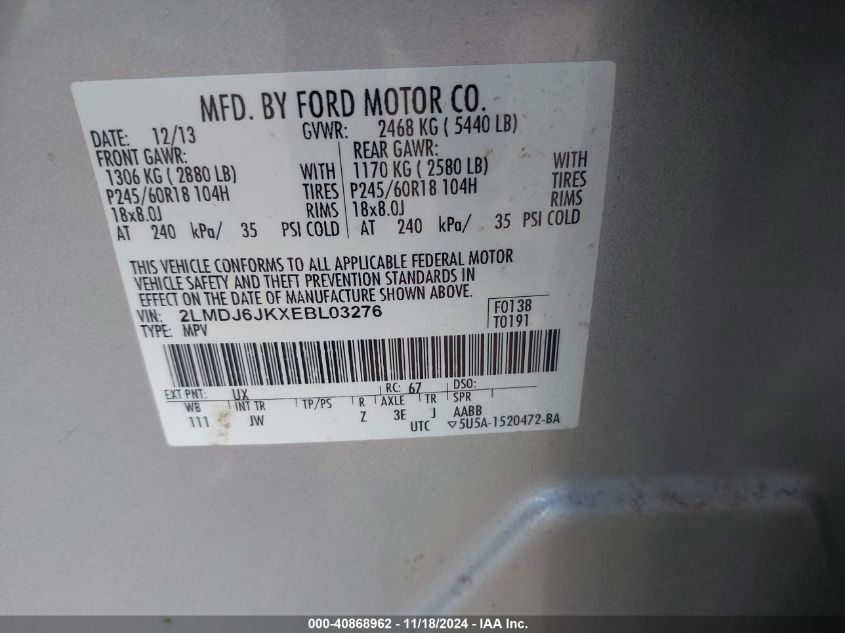 MFD. BY FORD MOTOR CO.
DATE: 12/13 GVWR: 2468 KG ( 5440 LB)
FRONT GAWR: REAR GAWR:
1306 KG ( 2880 LB) WITH 1170 KG ( 2580 LB) WITH
P245/60R18 104H TIRES P245/60R18 104H TIRES
18x8.0J RIMS 18x8.0J RIMS
AT 240 kPa/ 35 PSI COLD AT 240 kPa/ 35 PSI COLD
THIS VEHICLE CONFORMS TO ALL APPLICABLE FEDERAL MOTOR
VEHICLE SAFETY AND THEFT PREVENTION STANDARDS IN
EFFECT ON THE DATE OF MANUFACTURE SHOWN ABOVE.
VIN: 2LMDJ6JKXEBL03276 F0138
TYPE: MPV T0191
EXT PNT: UX RC: 67 DSO:
WB INT TR TP/PS R AXLE TR SPR
111 JW Z 3E J AABB
UTC ▽5U5A-1520472-BA
000-40868962 - 11/18/2024 - IAA Inc.